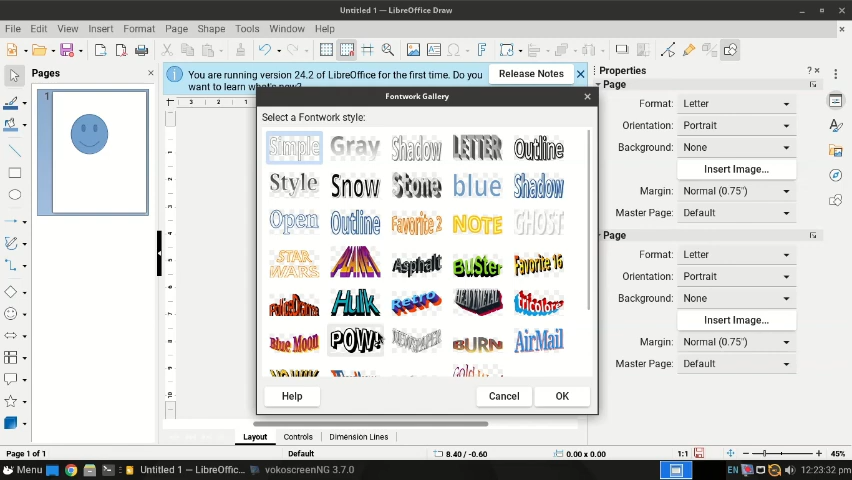 Untitled 1 — LibreOffice Draw
File Edit View Insert Format Page Shape Tools Window Help
Pages
1
You are running version 24.2 of LibreOffice for the first time. Do you
want to learn what's new?
Release Notes
Fontwork Gallery
Select a Fontwork style:
Simple Gray Shadow LETTER Outline
Style Snow Stone blue Shadow
Open Outline Favorite 2 NOTE GHOST
STAR WARS Asphalt BUSter Favorite 16
Hulk Retro HEAVYMETAL tricolore
Blue Moon POW! NEWSPAPER BURN AirMail
Help Cancel OK
Properties
Page
Format: Letter
Orientation: Portrait
Background: None
Insert Image...
Margin: Normal (0.75")
Master Page: Default
Page
Format: Letter
Orientation: Portrait
Background: None
Insert Image...
Margin: Normal (0.75")
Master Page: Default
Layout Controls Dimension Lines
Page 1 of 1 Default 8.40 / -0.60 0.00 x 0.00 1:1 45%
Menu Untitled 1 — LibreOffic... vokoscreenNG 3.7.0 EN 12:23:32 pm